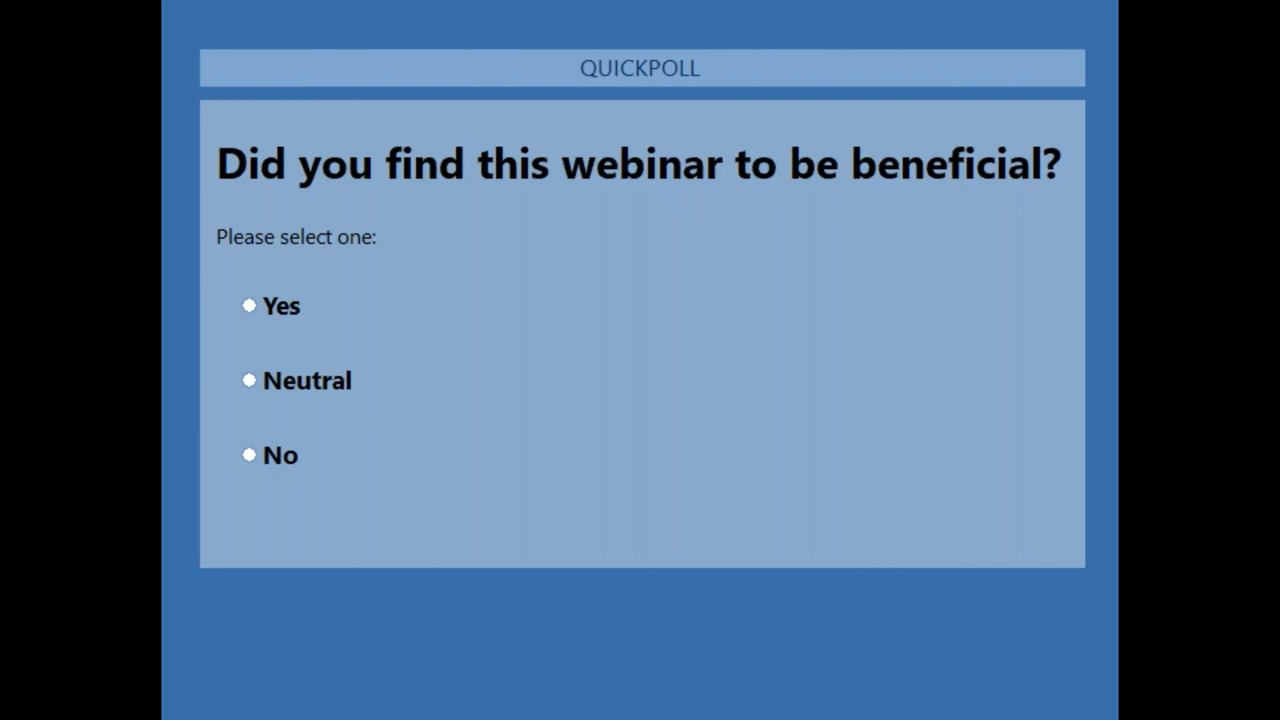 QUICKPOLL
Did you find this webinar to be beneficial?
Please select one:
Yes
Neutral
No